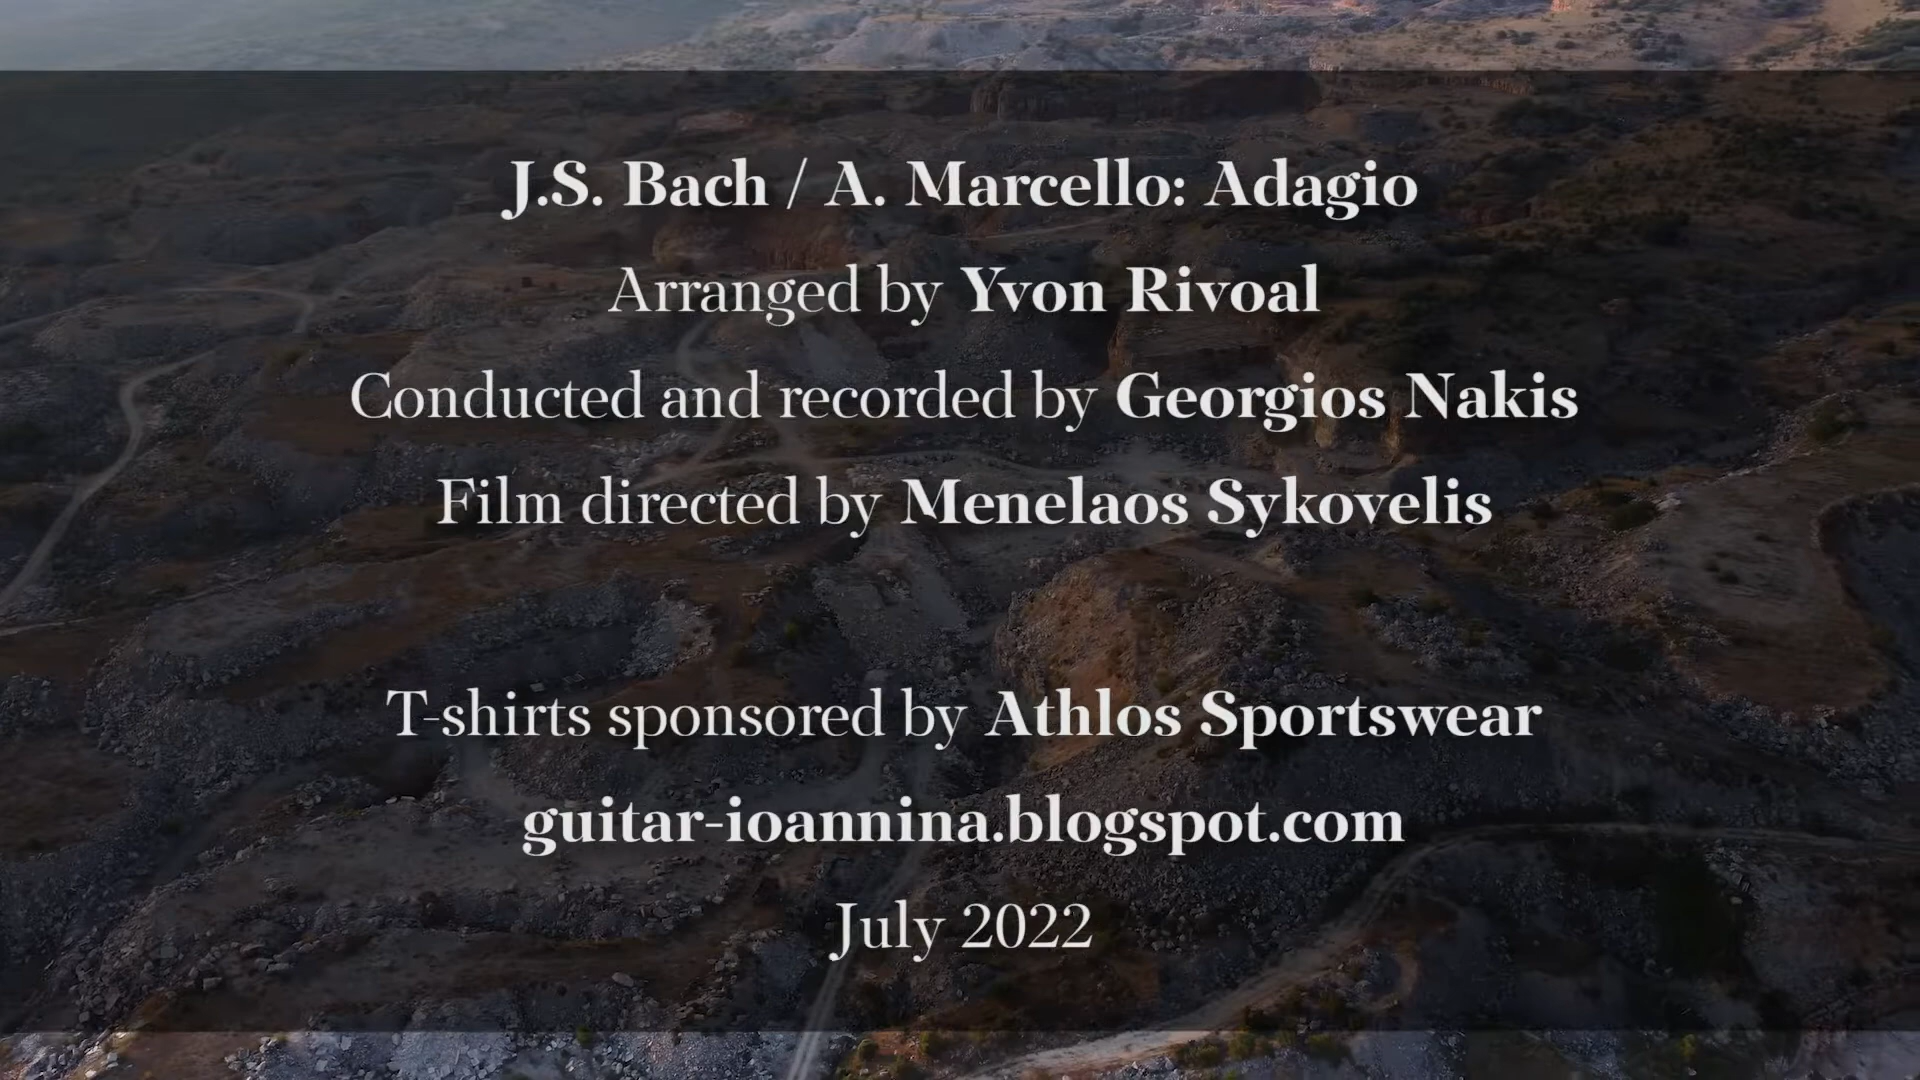 J.S. Bach / A. Marcello: Adagio
Arranged by Yvon Rivoal
Conducted and recorded by Georgios Nakis
Film directed by Menelaos Sykovelis
T-shirts sponsored by Athlos Sportswear
guitar-ioannina.blogspot.com
July 2022